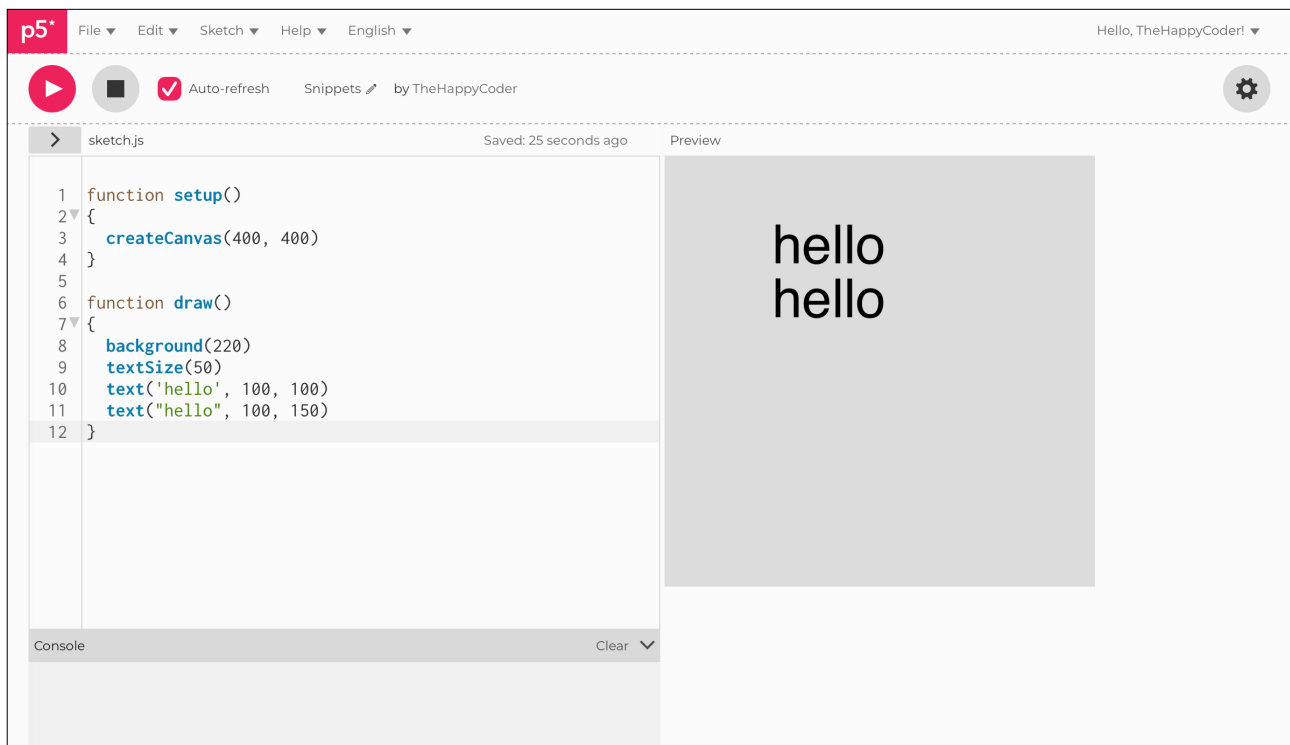 p5* File Edit Sketch Help English Hello, TheHappyCoder!
Auto-refresh Snippets by TheHappyCoder
sketch.js Saved: 25 seconds ago Preview
1 function setup()
2 {
3 createCanvas(400, 400)
4 }
5
6 function draw()
7 {
8 background(220)
9 textSize(50)
10 text('hello', 100, 100)
11 text("hello", 100, 150)
12 }
hello
hello
Console Clear